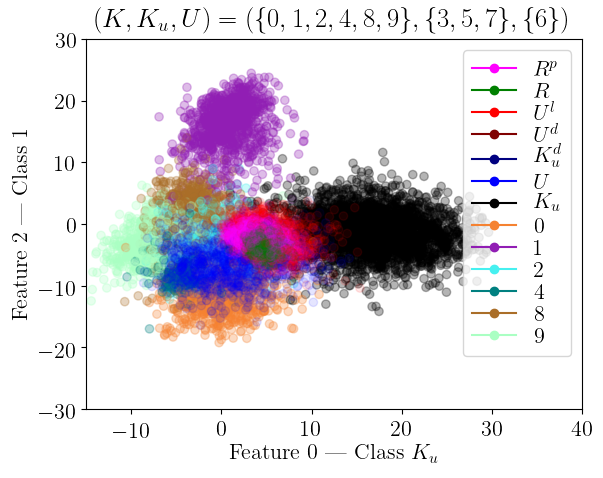 (K, K_u, U) = ({0, 1, 2, 4, 8, 9}, {3, 5, 7}, {6})
30
20
10
0
−10
−20
−30
Feature 2 — Class 1
−10 0 10 20 30 40
Feature 0 — Class K_u
R^p
R
U^l
U^d
K_u^d
U
K_u
0
1
2
4
8
9